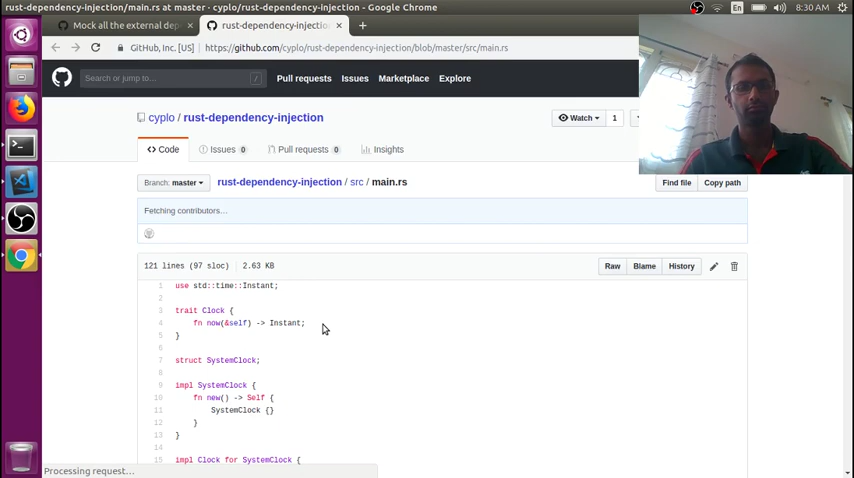 rust-dependency-injection/main.rs at master · cyplo/rust-dependency-injection - Google Chrome
En
8:30 AM
Mock all the external dep
×
rust-dependency-injection
×
GitHub, Inc. [US]
https://github.com/cyplo/rust-dependency-injection/blob/master/src/main.rs
Search or jump to…
/
Pull requests
Issues
Marketplace
Explore
cyplo / rust-dependency-injection
Watch
1
<> Code
Issues 0
Pull requests 0
Insights
Branch: master
rust-dependency-injection / src / main.rs
Find file
Copy path
Fetching contributors…
121 lines (97 sloc)
2.63 KB
Raw
Blame
History
1 use std::time::Instant;
2
3 trait Clock {
4 fn now(&self) -> Instant;
5 }
6
7 struct SystemClock;
8
9 impl SystemClock {
10 fn new() -> Self {
11 SystemClock {}
12 }
13 }
14
15 impl Clock for SystemClock {
Processing request…